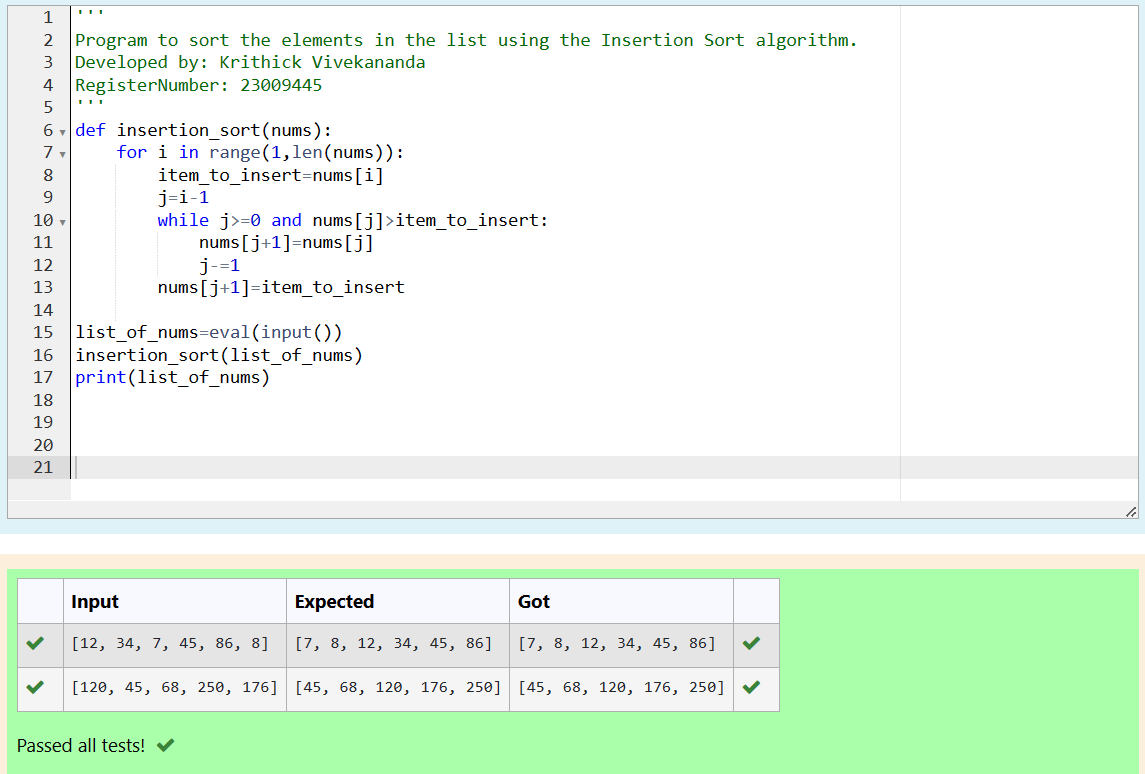 1 '''
2 Program to sort the elements in the list using the Insertion Sort algorithm.
3 Developed by: Krithick Vivekananda
4 RegisterNumber: 23009445
5 '''
6 def insertion_sort(nums):
7     for i in range(1,len(nums)):
8         item_to_insert=nums[i]
9         j=i-1
10         while j>=0 and nums[j]>item_to_insert:
11             nums[j+1]=nums[j]
12             j-=1
13         nums[j+1]=item_to_insert
14
15 list_of_nums=eval(input())
16 insertion_sort(list_of_nums)
17 print(list_of_nums)
18
19
20
21
Input Expected Got
[12, 34, 7, 45, 86, 8] [7, 8, 12, 34, 45, 86] [7, 8, 12, 34, 45, 86]
[120, 45, 68, 250, 176] [45, 68, 120, 176, 250] [45, 68, 120, 176, 250]
Passed all tests!